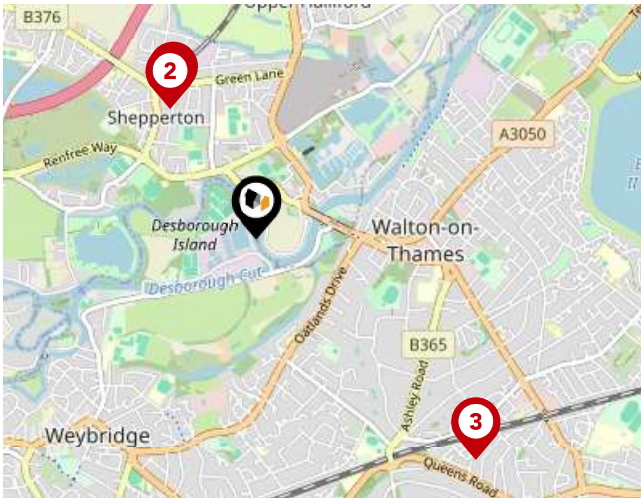 Upper Halliford
B376
2
Green Lane
Shepperton
Renfree Way
A3050
Desborough
Island
Walton-on-
Thames
Desborough Cut
Oatlands Drive
B365
Ashley Road
3
Weybridge
Queens Road